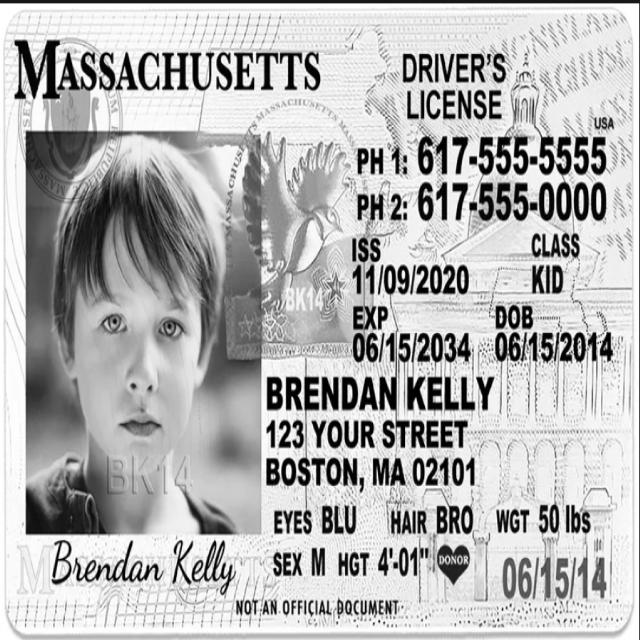 MASSACHUSETTS
DRIVER'S
LICENSE
USA
PH 1: 617-555-5555
PH 2: 617-555-0000
ISS
CLASS
11/09/2020
KID
EXP
DOB
06/15/2034
06/15/2014
BK14
BRENDAN KELLY
123 YOUR STREET
BOSTON, MA 02101
BK14
EYES BLU HAIR BRO WGT 50 lbs
Brendan Kelly
SEX M HGT 4'-01" DONOR
06/15/14
NOT AN OFFICIAL DOCUMENT